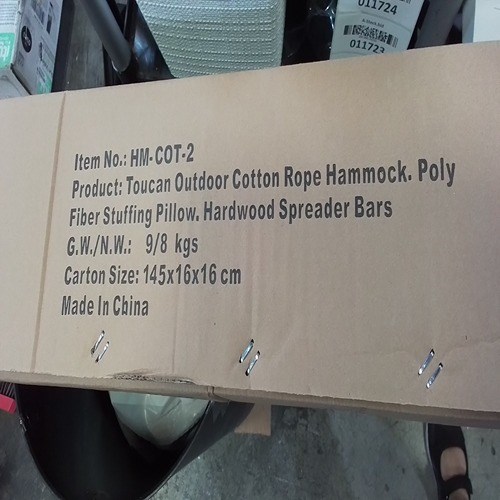 011724
011723
Item No.: HM-COT-2
Product: Toucan Outdoor Cotton Rope Hammock. Poly
Fiber Stuffing Pillow. Hardwood Spreader Bars
G.W./N.W.: 9/8 kgs
Carton Size: 145x16x16 cm
Made In Cbina